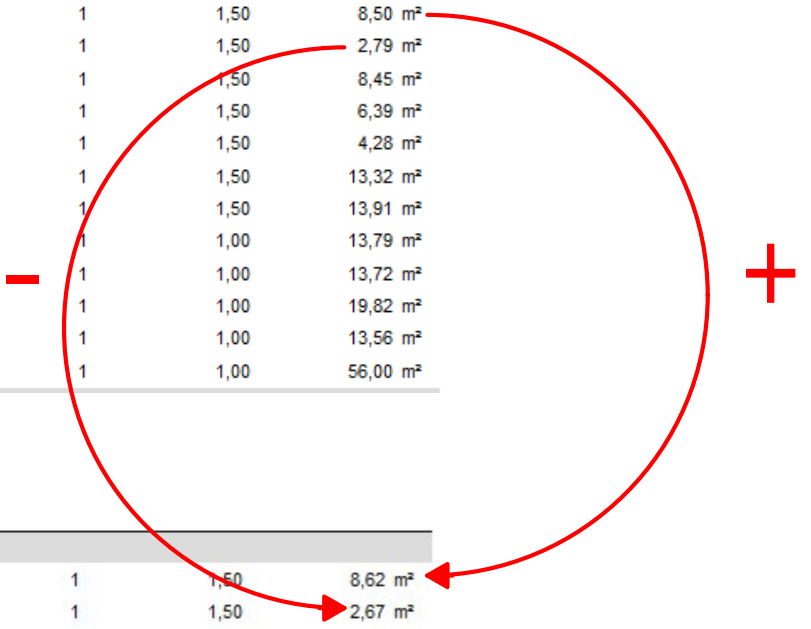 1 1,50 8,50 m²
1 1,50 2,79 m²
1 1,50 8,45 m²
1 1,50 6,39 m²
1 1,50 4,28 m²
1 1,50 13,32 m²
1 1,50 13,91 m²
1 1,00 13,79 m²
- 1 1,00 13,72 m² +
1 1,00 19,82 m²
1 1,00 13,56 m²
1 1,00 56,00 m²
1 1,50 8,62 m²
1 1,50 2,67 m²